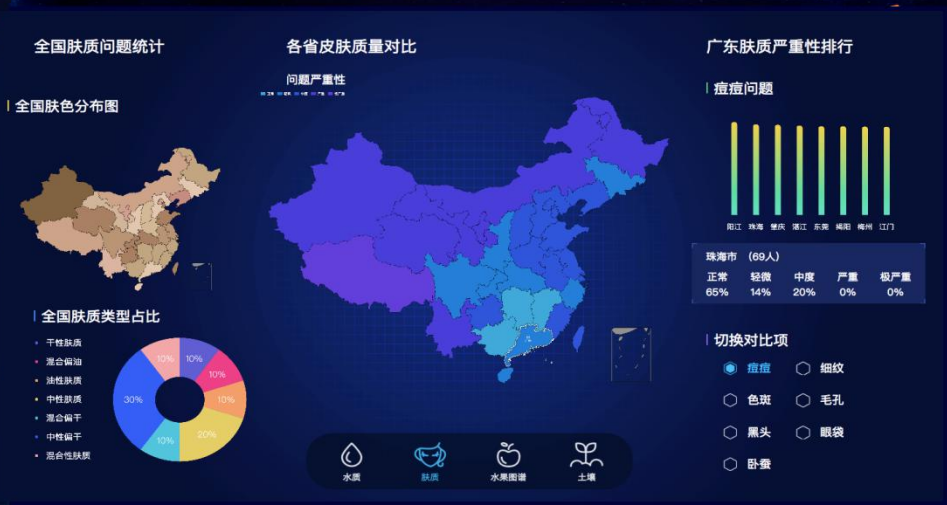 全国肤质问题统计
各省皮肤质量对比
广东肤质严重性排行
问题严重性
全国肤色分布图
痘痘问题
阳江 珠海 肇庆 湛江 东莞 揭阳 梅州 江门
珠海市 (69人)
正常 轻微 中度 严重 极严重
65% 14% 20% 0% 0%
全国肤质类型占比
干性肤质
混合偏油
油性肤质
中性肤质
混合偏干
中性偏干
混合性肤质
10% 10%
10%
30% 10%
20%
10%
切换对比项
痘痘 细纹
色斑 毛孔
黑头 眼袋
卧蚕
水质 肤质 水果图谱 土壤